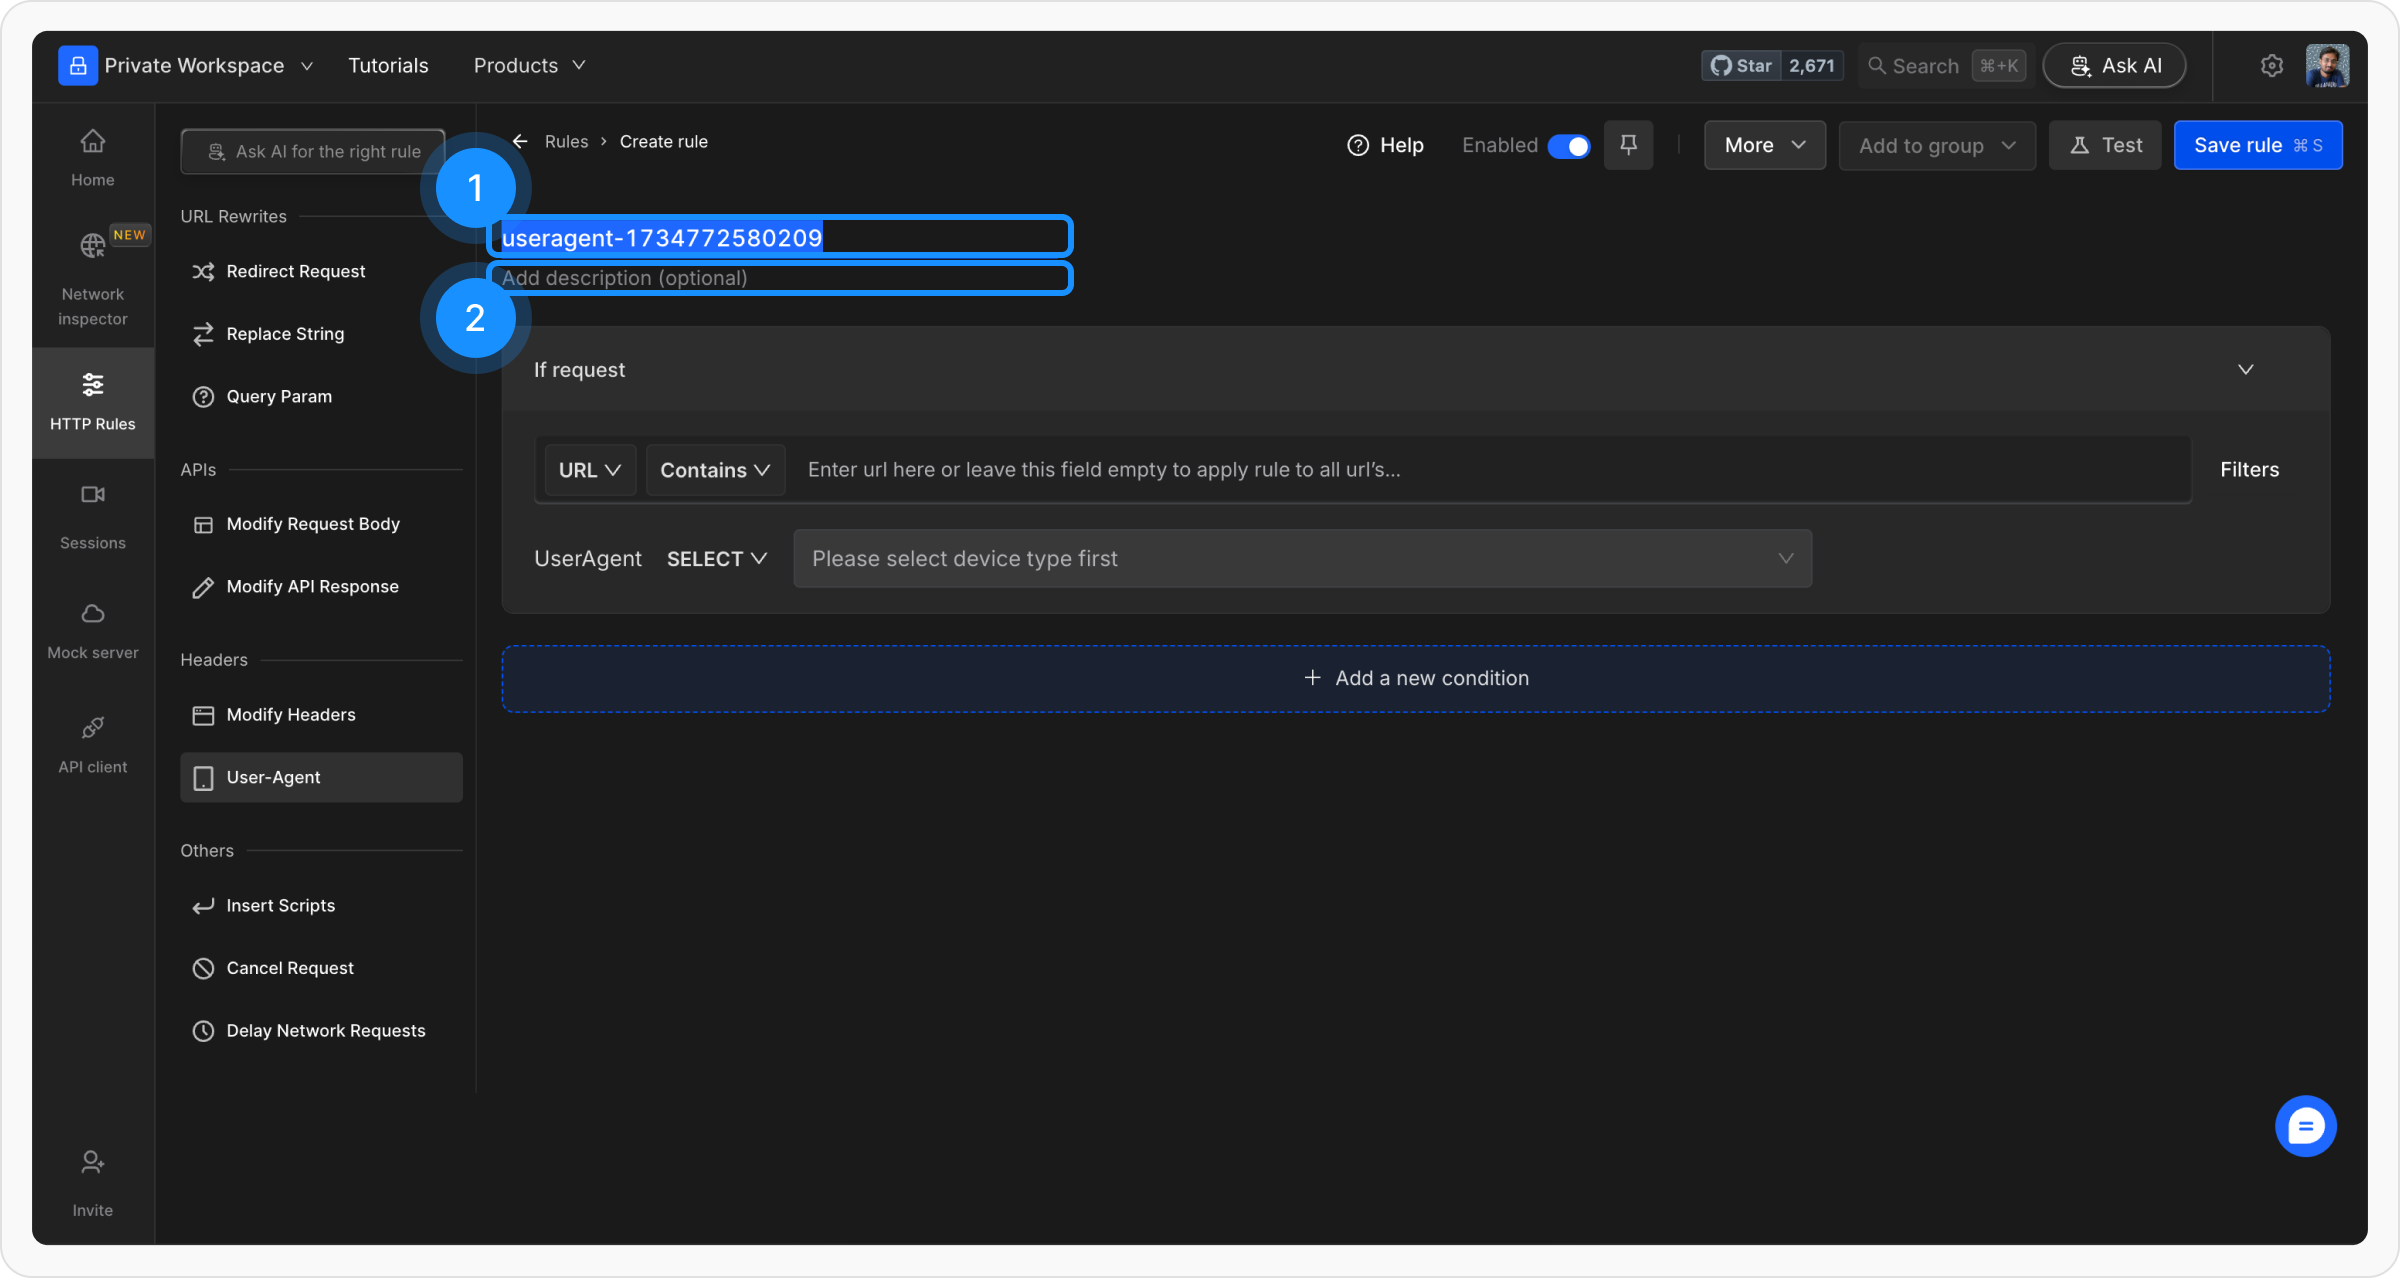 Private Workspace
Tutorials
Products
Star 2,671
Search ⌘+K
Ask AI
Home
NEW
Network
inspector
HTTP Rules
Sessions
Mock server
API client
Invite
Ask AI for the right rule
URL Rewrites
Redirect Request
Replace String
Query Param
APIs
Modify Request Body
Modify API Response
Headers
Modify Headers
User-Agent
Others
Insert Scripts
Cancel Request
Delay Network Requests
Rules > Create rule
Help
Enabled
More
Add to group
Test
Save rule ⌘ S
1
useragent-1734772580209
2
Add description (optional)
If request
URL
Contains
Enter url here or leave this field empty to apply rule to all url's...
Filters
UserAgent
SELECT
Please select device type first
+ Add a new condition